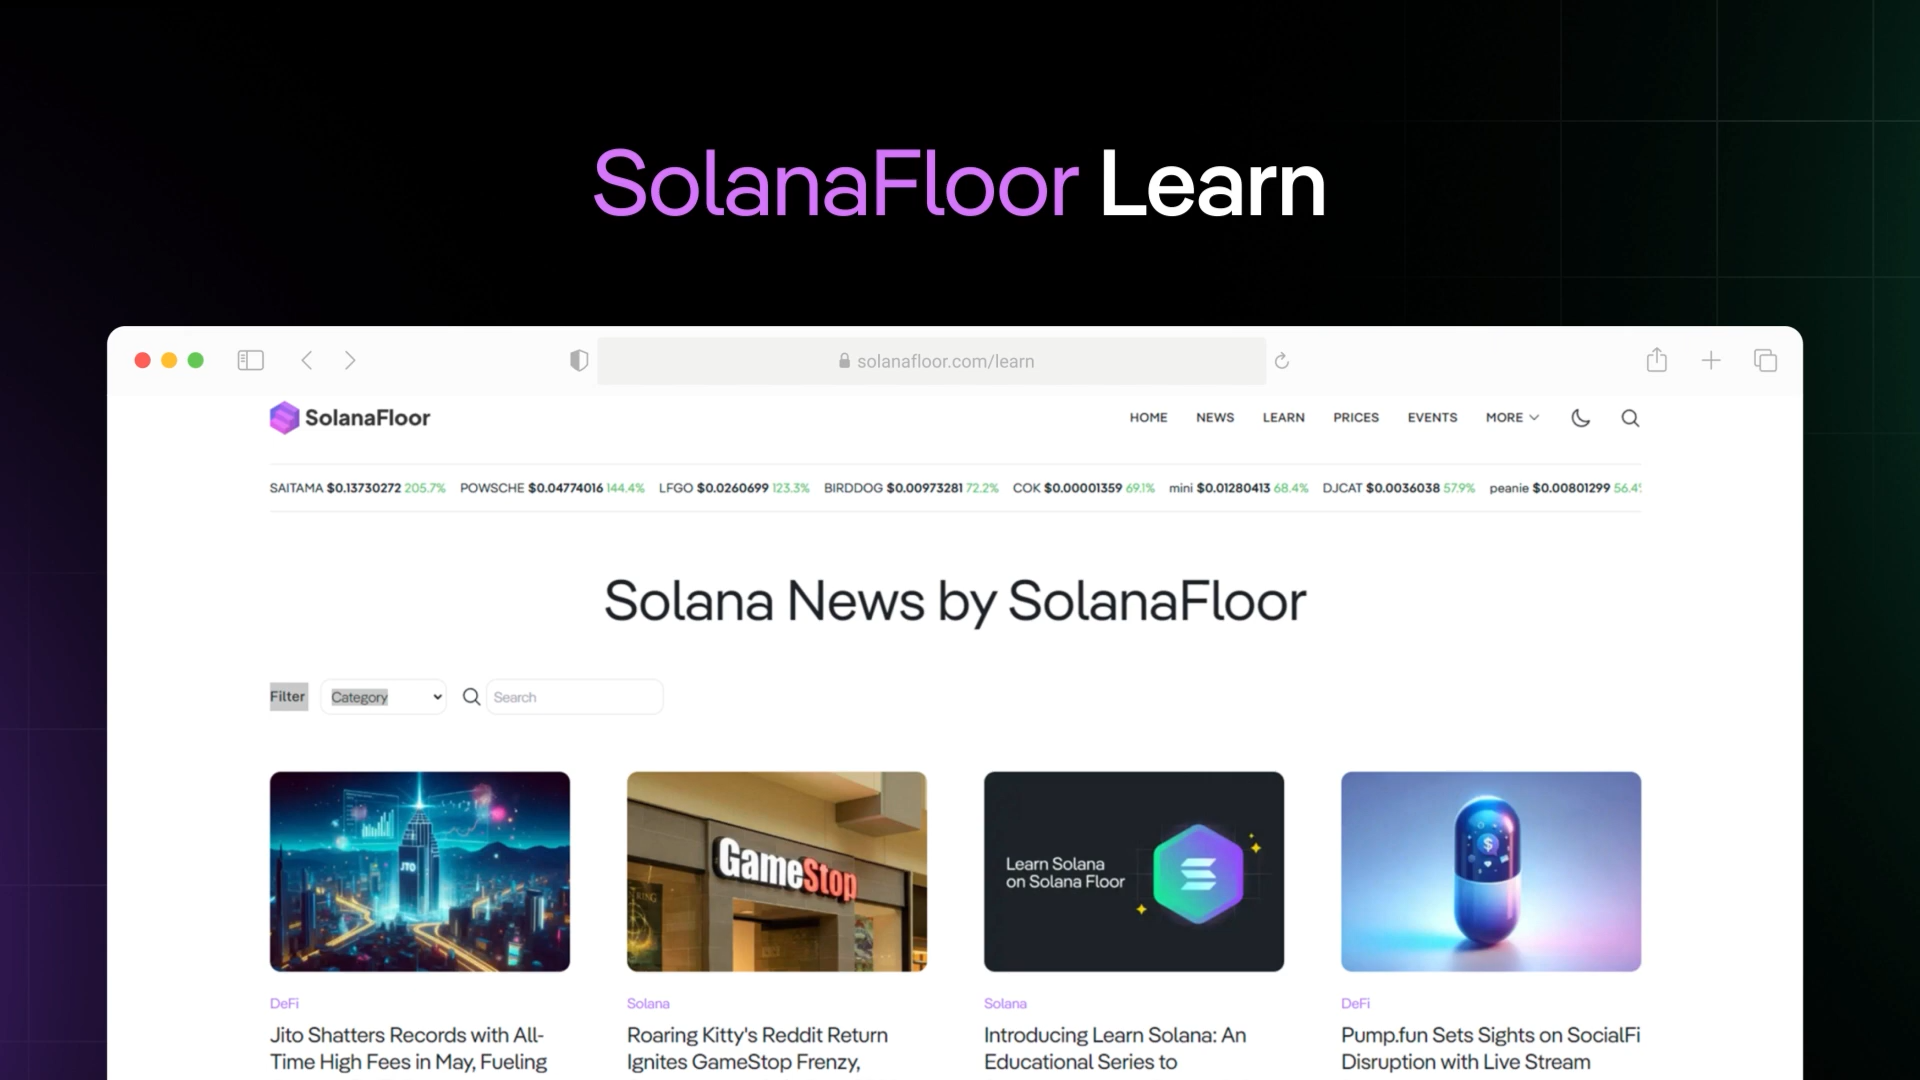 SolanaFloor Learn
solanafloor.com/learn
SolanaFloor
HOME NEWS LEARN PRICES EVENTS MORE
SAITAMA $0.13730272 205.7% POWSCHE $0.04774016 144.4% LFGO $0.0260699 123.3% BIRDDOG $0.00973281 72.2% COK $0.00001359 69.1% mini $0.01280413 68.4% DJCAT $0.0036038 57.9% peanie $0.00801299 56.4%
Solana News by SolanaFloor
Filter Category Search
JTO
GameStop
RING
Learn Solana
on Solana Floor
$
DeFi
Jito Shatters Records with All-
Time High Fees in May, Fueling
Solana
Roaring Kitty's Reddit Return
Ignites GameStop Frenzy,
Solana
Introducing Learn Solana: An
Educational Series to
DeFi
Pump.fun Sets Sights on SocialFi
Disruption with Live Stream